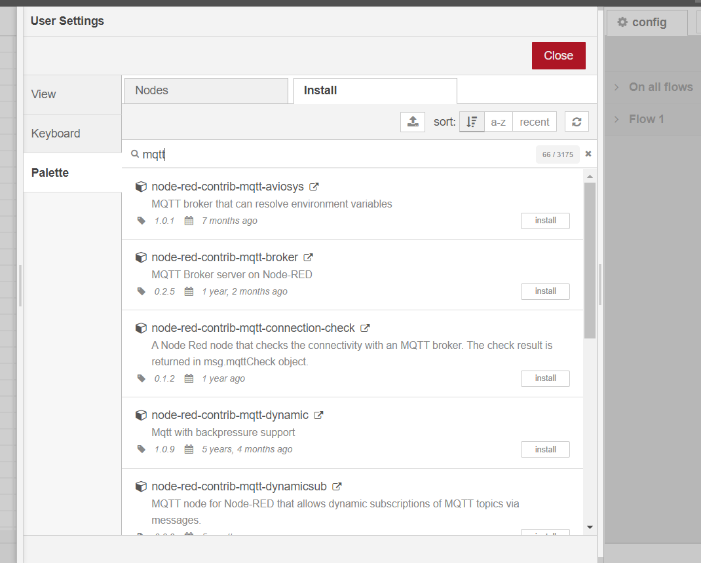 User Settings
config
Close
On all flows
Flow 1
View
Keyboard
Palette
Nodes
Install
sort:
a-z
recent
mqtt
66 / 3175
node-red-contrib-mqtt-aviosys
MQTT broker that can resolve environment variables
1.0.1
7 months ago
install
node-red-contrib-mqtt-broker
MQTT Broker server on Node-RED
0.2.5
1 year, 2 months ago
install
node-red-contrib-mqtt-connection-check
A Node Red node that checks the connectivity with an MQTT broker. The check result is
returned in msg.mqttCheck object.
0.1.2
1 year ago
install
node-red-contrib-mqtt-dynamic
Mqtt with backpressure support
1.0.9
5 years, 4 months ago
install
node-red-contrib-mqtt-dynamicsub
MQTT node for Node-RED that allows dynamic subscriptions of MQTT topics via
messages.